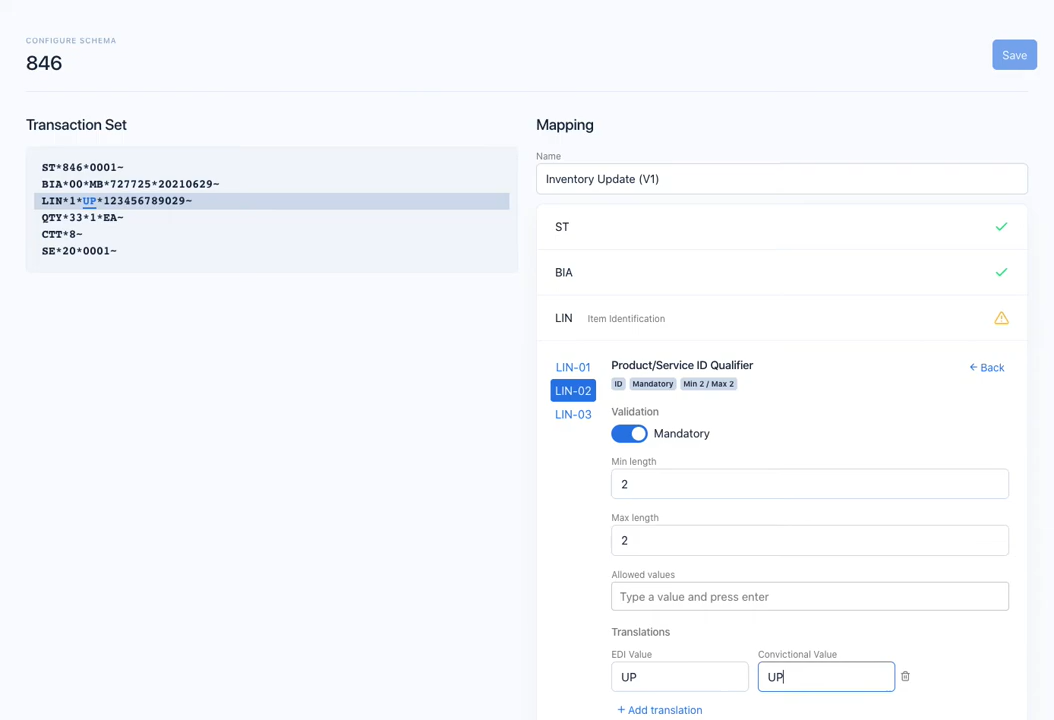 CONFIGURE SCHEMA
846
Save
Transaction Set
ST*846*0001~
BIA*00*MB*727725*20210629~
LIN*1*UP*123456789029~
QTY*33*1*EA~
CTT*8~
SE*20*0001~
Mapping
Name
Inventory Update (V1)
ST
BIA
LIN Item Identification
LIN-01
LIN-02
LIN-03
Product/Service ID Qualifier
← Back
ID Mandatory Min 2 / Max 2
Validation
Mandatory
Min length
2
Max length
2
Allowed values
Type a value and press enter
Translations
EDI Value Convictional Value
UP UP
+ Add translation